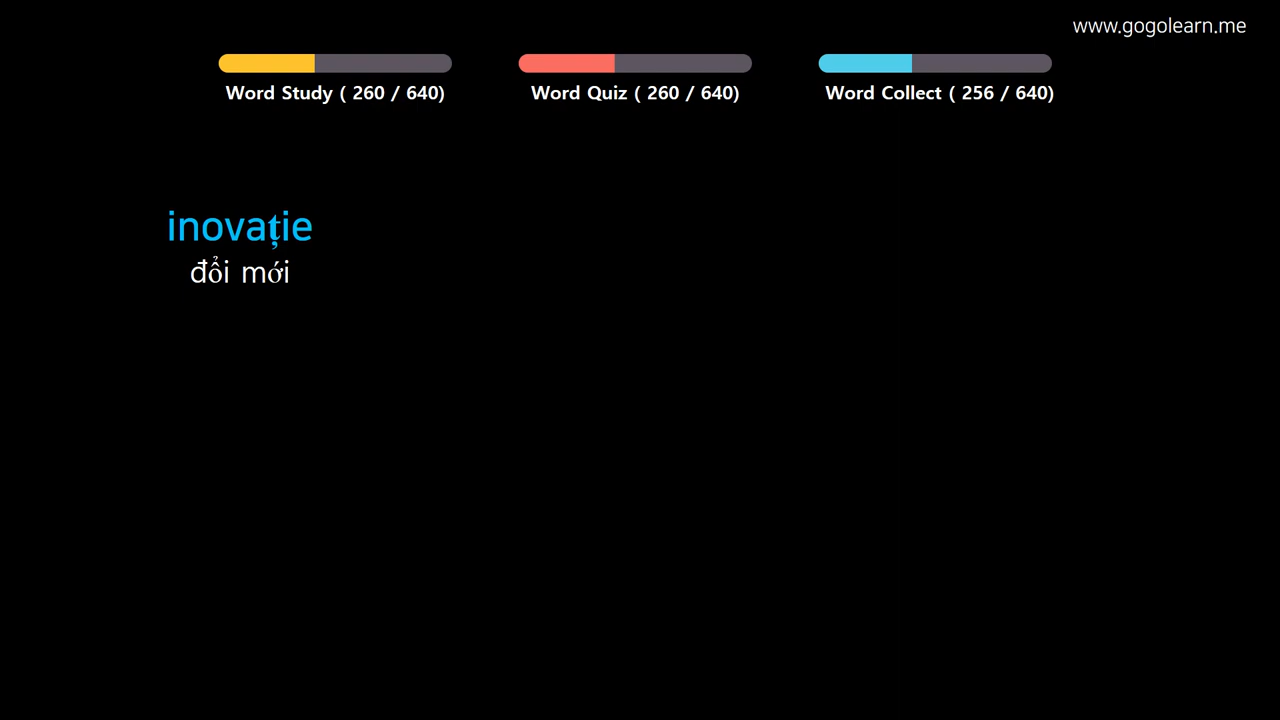 www.gogolearn.me
Word Study ( 260 / 640)
Word Quiz ( 260 / 640)
Word Collect ( 256 / 640)
inovație
đổi mới